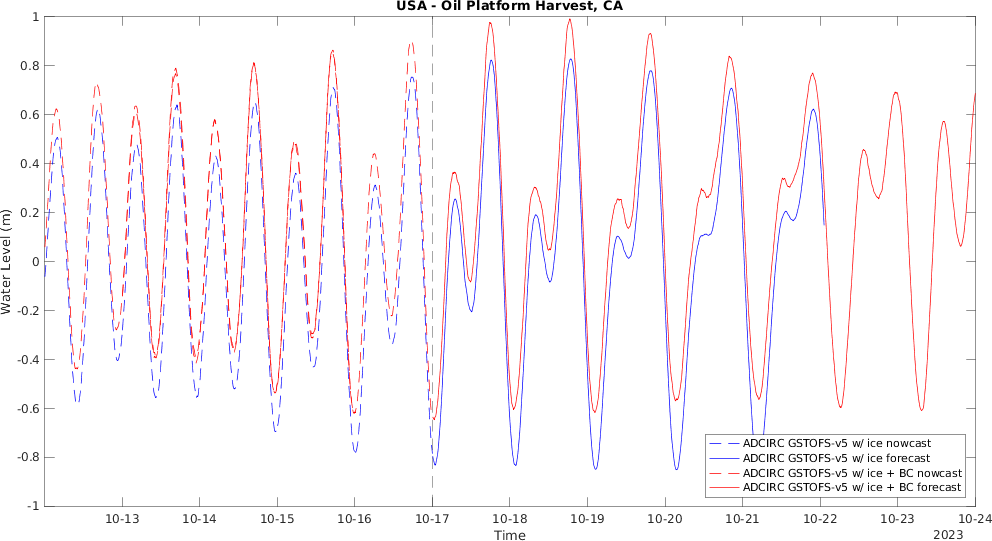 USA - Oil Platform Harvest, CA
Water Level (m)
1
0.8
0.6
0.4
0.2
0
-0.2
-0.4
-0.6
-0.8
-1
ADCIRC GSTOFS-v5 w/ ice nowcast
ADCIRC GSTOFS-v5 w/ ice forecast
ADCIRC GSTOFS-v5 w/ ice + BC nowcast
ADCIRC GSTOFS-v5 w/ ice + BC forecast
10-13 10-14 10-15 10-16 10-17 10-18 10-19 10-20 10-21 10-22 10-23 10-24
Time
2023